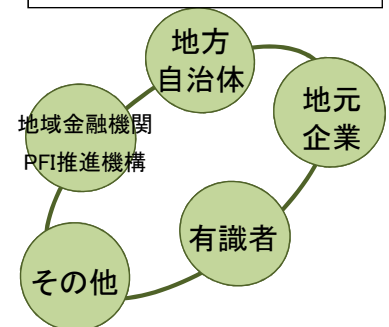 地方
自治体
地元
企業
地域金融機関
PFI推進機構
有識者
その他